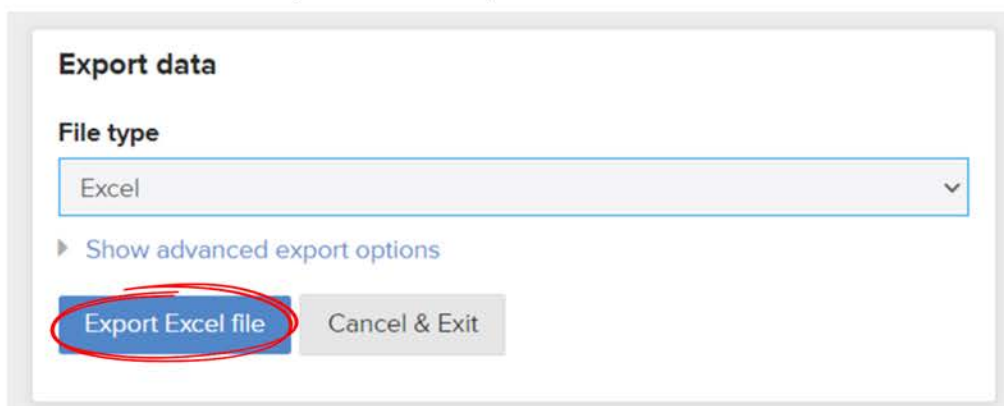 Export data
File type
Excel
Show advanced export options
Export Excel file
Cancel & Exit